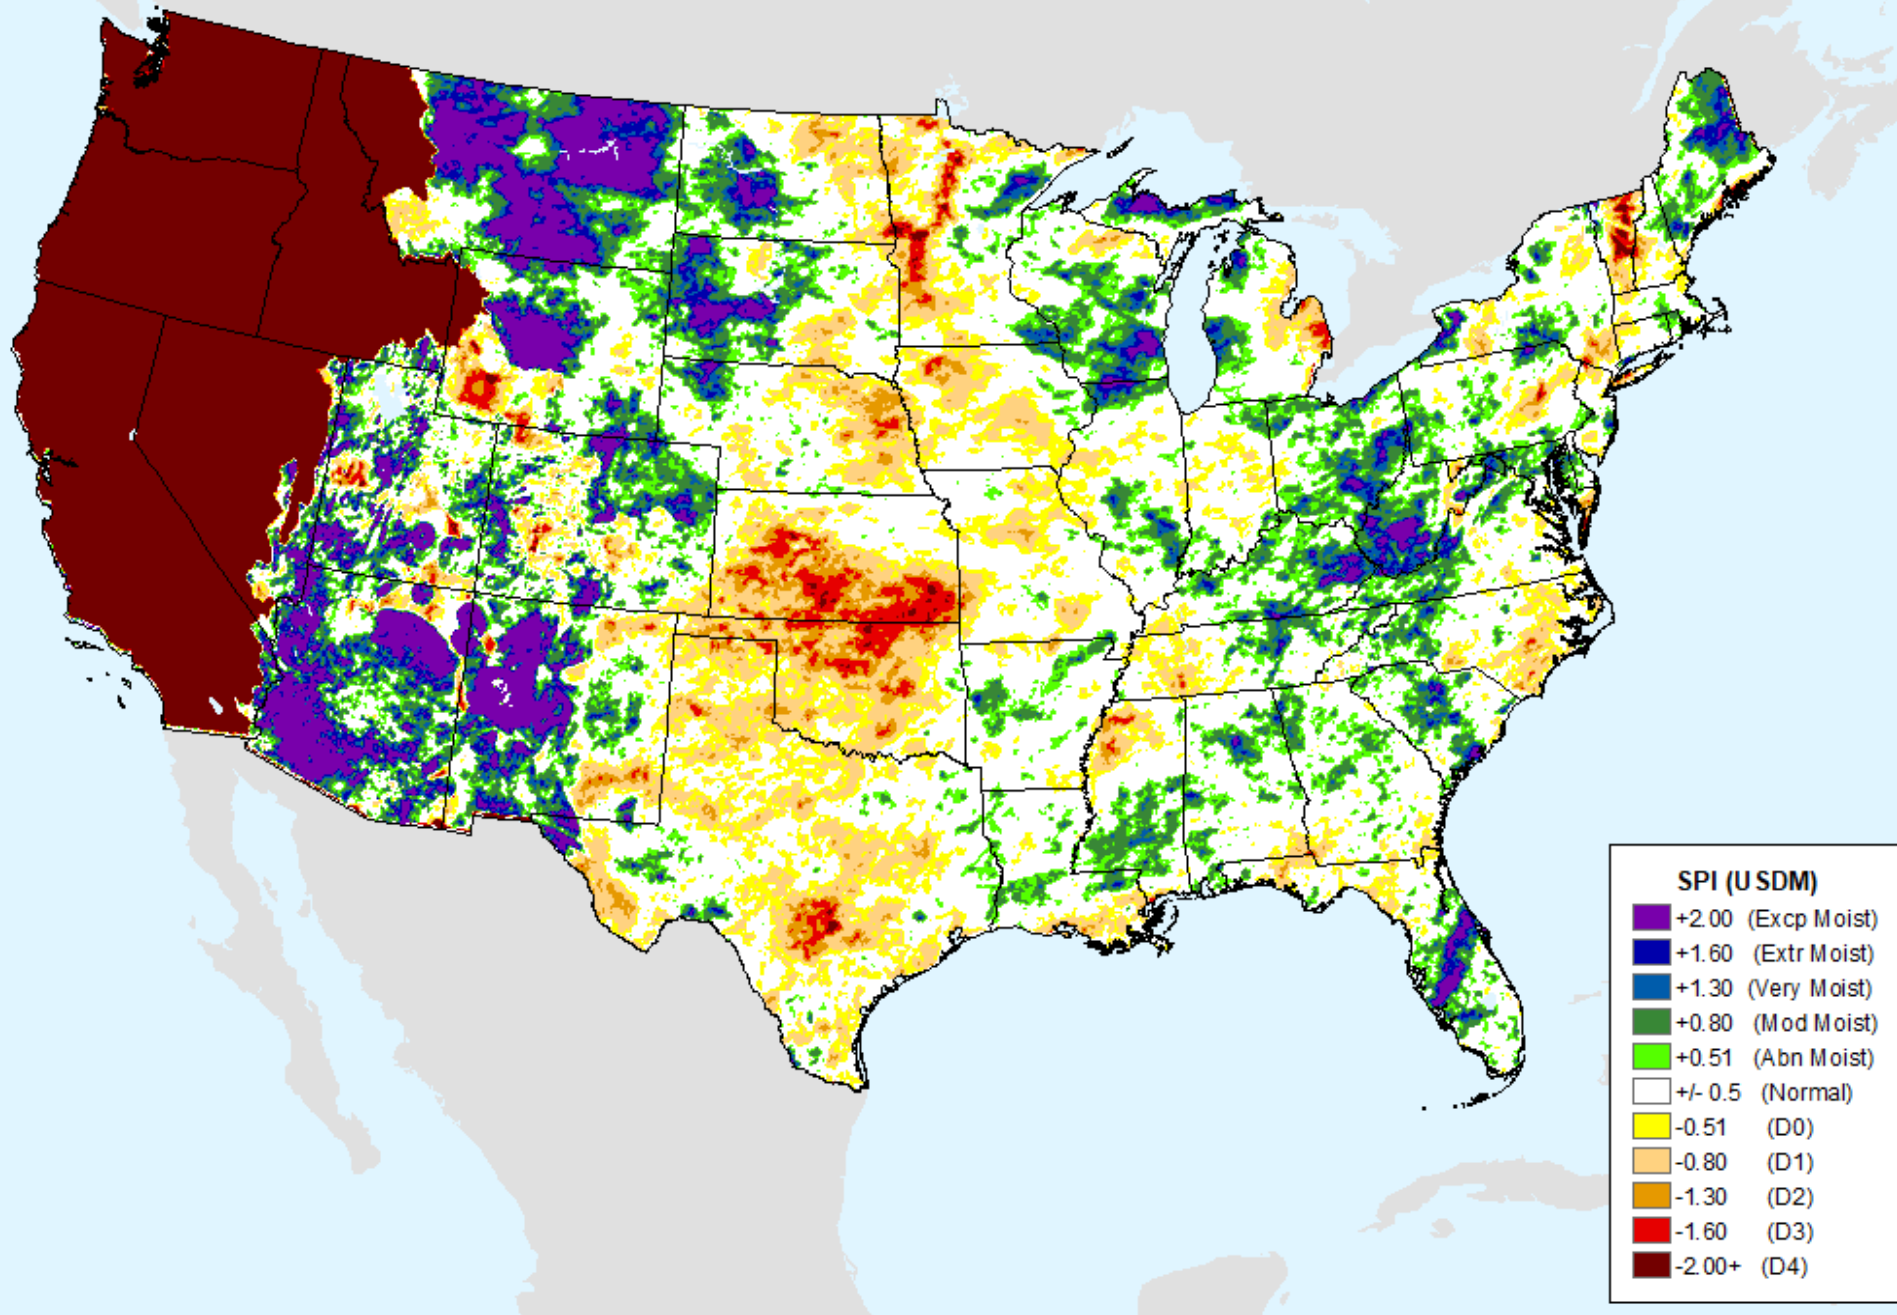 SPI (USDM)
+2.00 (Excp Moist)
+1.60 (Extr Moist)
+1.30 (Very Moist)
+0.80 (Mod Moist)
+0.51 (Abn Moist)
+/- 0.5 (Normal)
-0.51 (D0)
-0.80 (D1)
-1.30 (D2)
-1.60 (D3)
-2.00+ (D4)